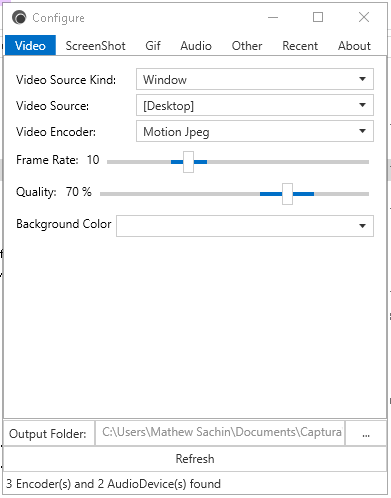 Configure
Video ScreenShot Gif Audio Other Recent About
Video Source Kind: Window
Video Source: [Desktop]
Video Encoder: Motion Jpeg
Frame Rate: 10
Quality: 70 %
Background Color
Output Folder: C:\Users\Mathew Sachin\Documents\Captura ...
Refresh
3 Encoder(s) and 2 AudioDevice(s) found